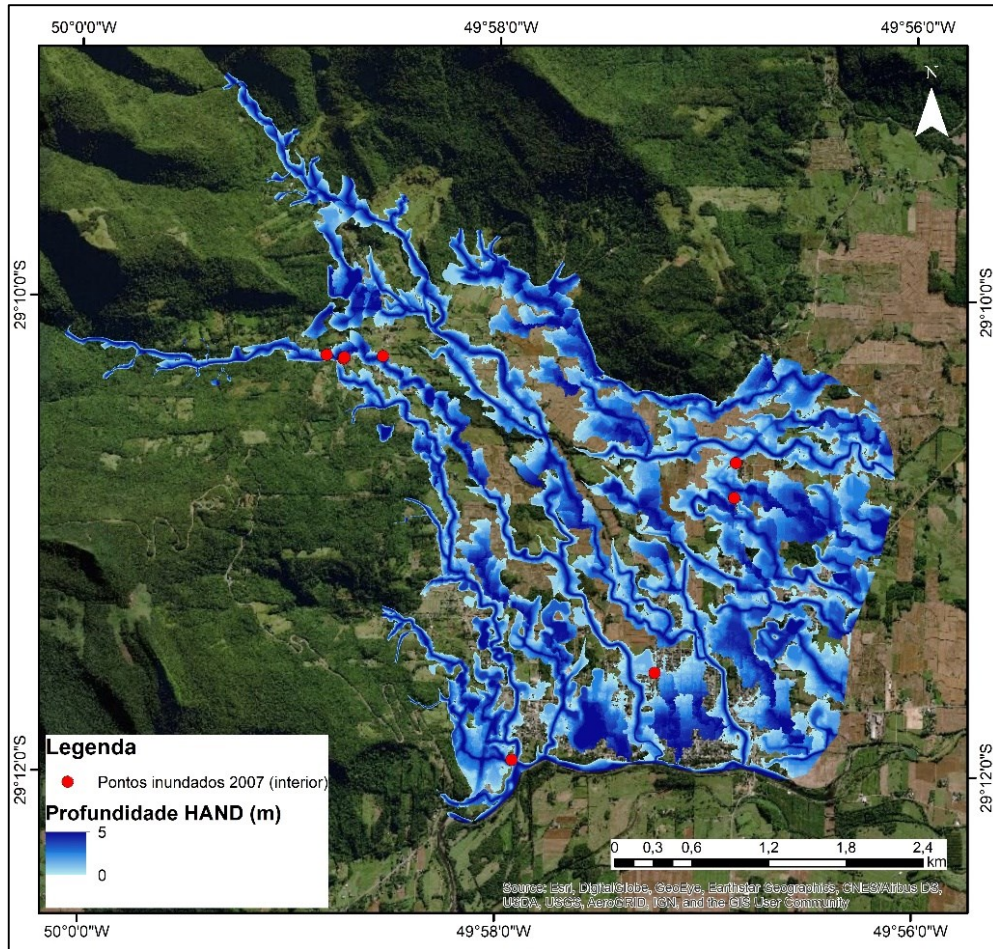 50°0'0"W
49°58'0"W
49°56'0"W
N
29°10'0"S
29°10'0"S
29°12'0"S
29°12'0"S
Legenda
Pontos inundados 2007 (interior)
Profundidade HAND (m)
5
0
0 0,3 0,6 1,2 1,8 2,4
km
Source: Esri, DigitalGlobe, GeoEye, Earthstar Geographics, CNES/Airbus DS,
USDA, USGS, AeroGRID, IGN, and the GIS User Community
50°0'0"W
49°58'0"W
49°56'0"W